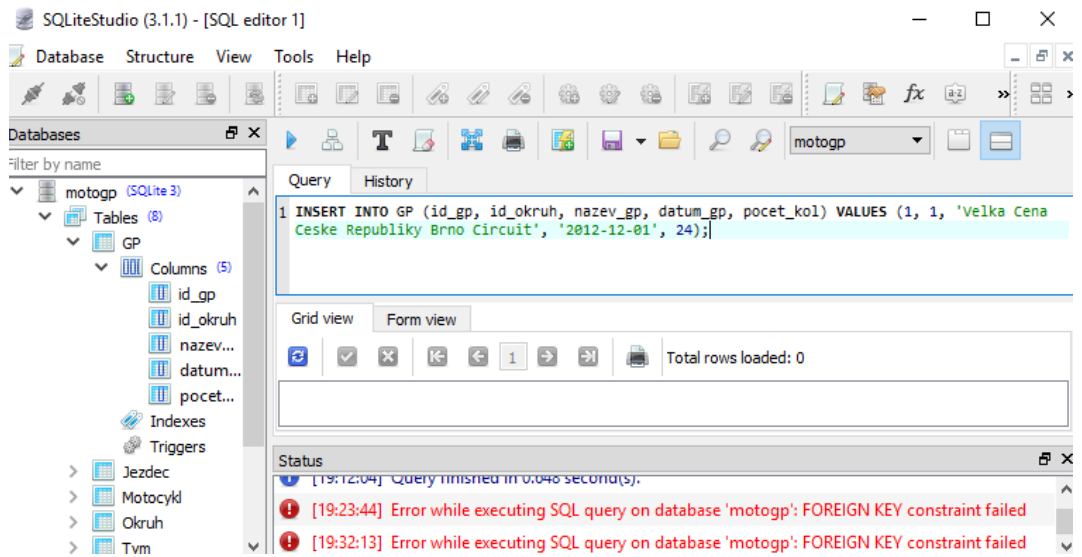 SQLiteStudio (3.1.1) - [SQL editor 1]
Database Structure View Tools Help
Databases
Filter by name
motogp (SQLite 3)
Tables (8)
GP
Columns (5)
id_gp
id_okruh
nazev...
datum...
pocet...
Indexes
Triggers
Jezdec
Motocykl
Okruh
Tym
motogp
Query History
1 INSERT INTO GP (id_gp, id_okruh, nazev_gp, datum_gp, pocet_kol) VALUES (1, 1, 'Velka Cena
Ceske Republiky Brno Circuit', '2012-12-01', 24);
Grid view Form view
1 Total rows loaded: 0
Status
[19:12:04] Query finished in 0.048 second(s).
[19:23:44] Error while executing SQL query on database 'motogp': FOREIGN KEY constraint failed
[19:32:13] Error while executing SQL query on database 'motogp': FOREIGN KEY constraint failed